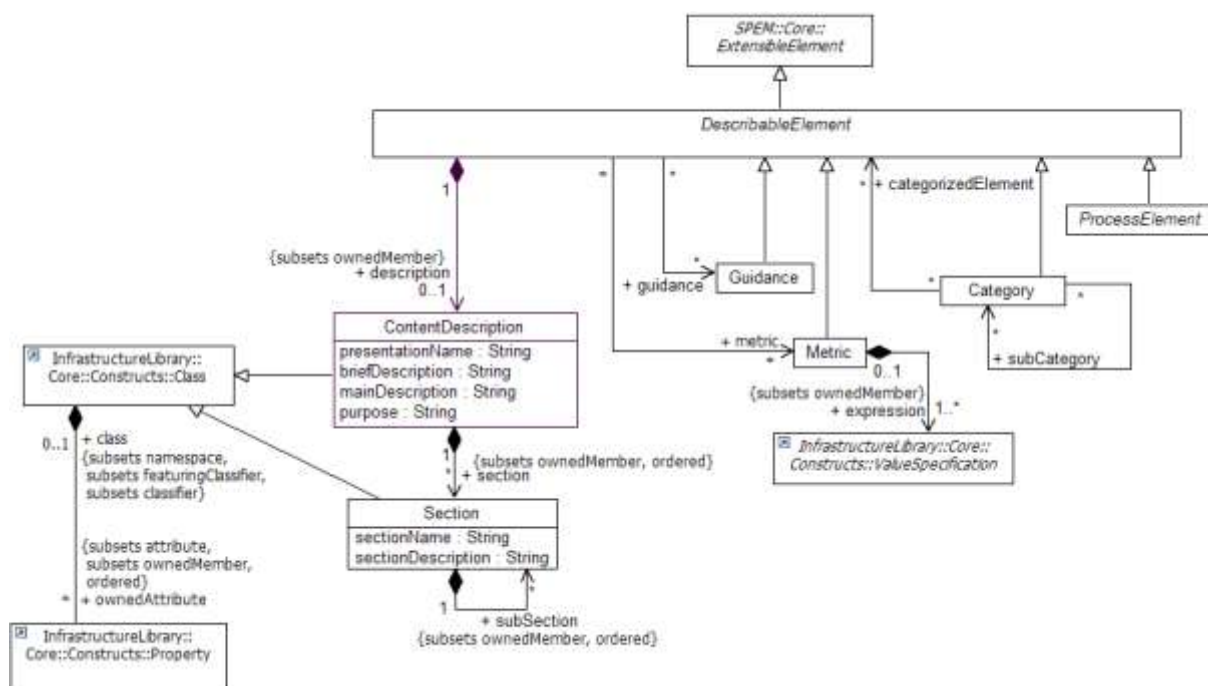 SPEM::Core::
ExtensibleElement
DescribableElement
1
*
*
* + categorizedElement
ProcessElement
{subsets ownedMember}
+ description
0..1
*
+ guidance
Guidance
*
Category
*
*
+ subCategory
ContentDescription
presentationName : String
briefDescription : String
mainDescription : String
purpose : String
+ metric
*
Metric
0..1
{subsets ownedMember}
+ expression
1..*
InfrastructureLibrary::
Core::Constructs::Class
InfrastructureLibrary::Core::
Constructs::ValueSpecification
0..1
+ class
{subsets namespace,
subsets featuringClassifier,
subsets classifier}
1
{subsets ownedMember, ordered}
*
+ section
Section
sectionName : String
sectionDescription : String
{subsets attribute,
subsets ownedMember,
ordered}
*
+ ownedAttribute
1
*
+ subSection
{subsets ownedMember, ordered}
InfrastructureLibrary::
Core::Constructs::Property